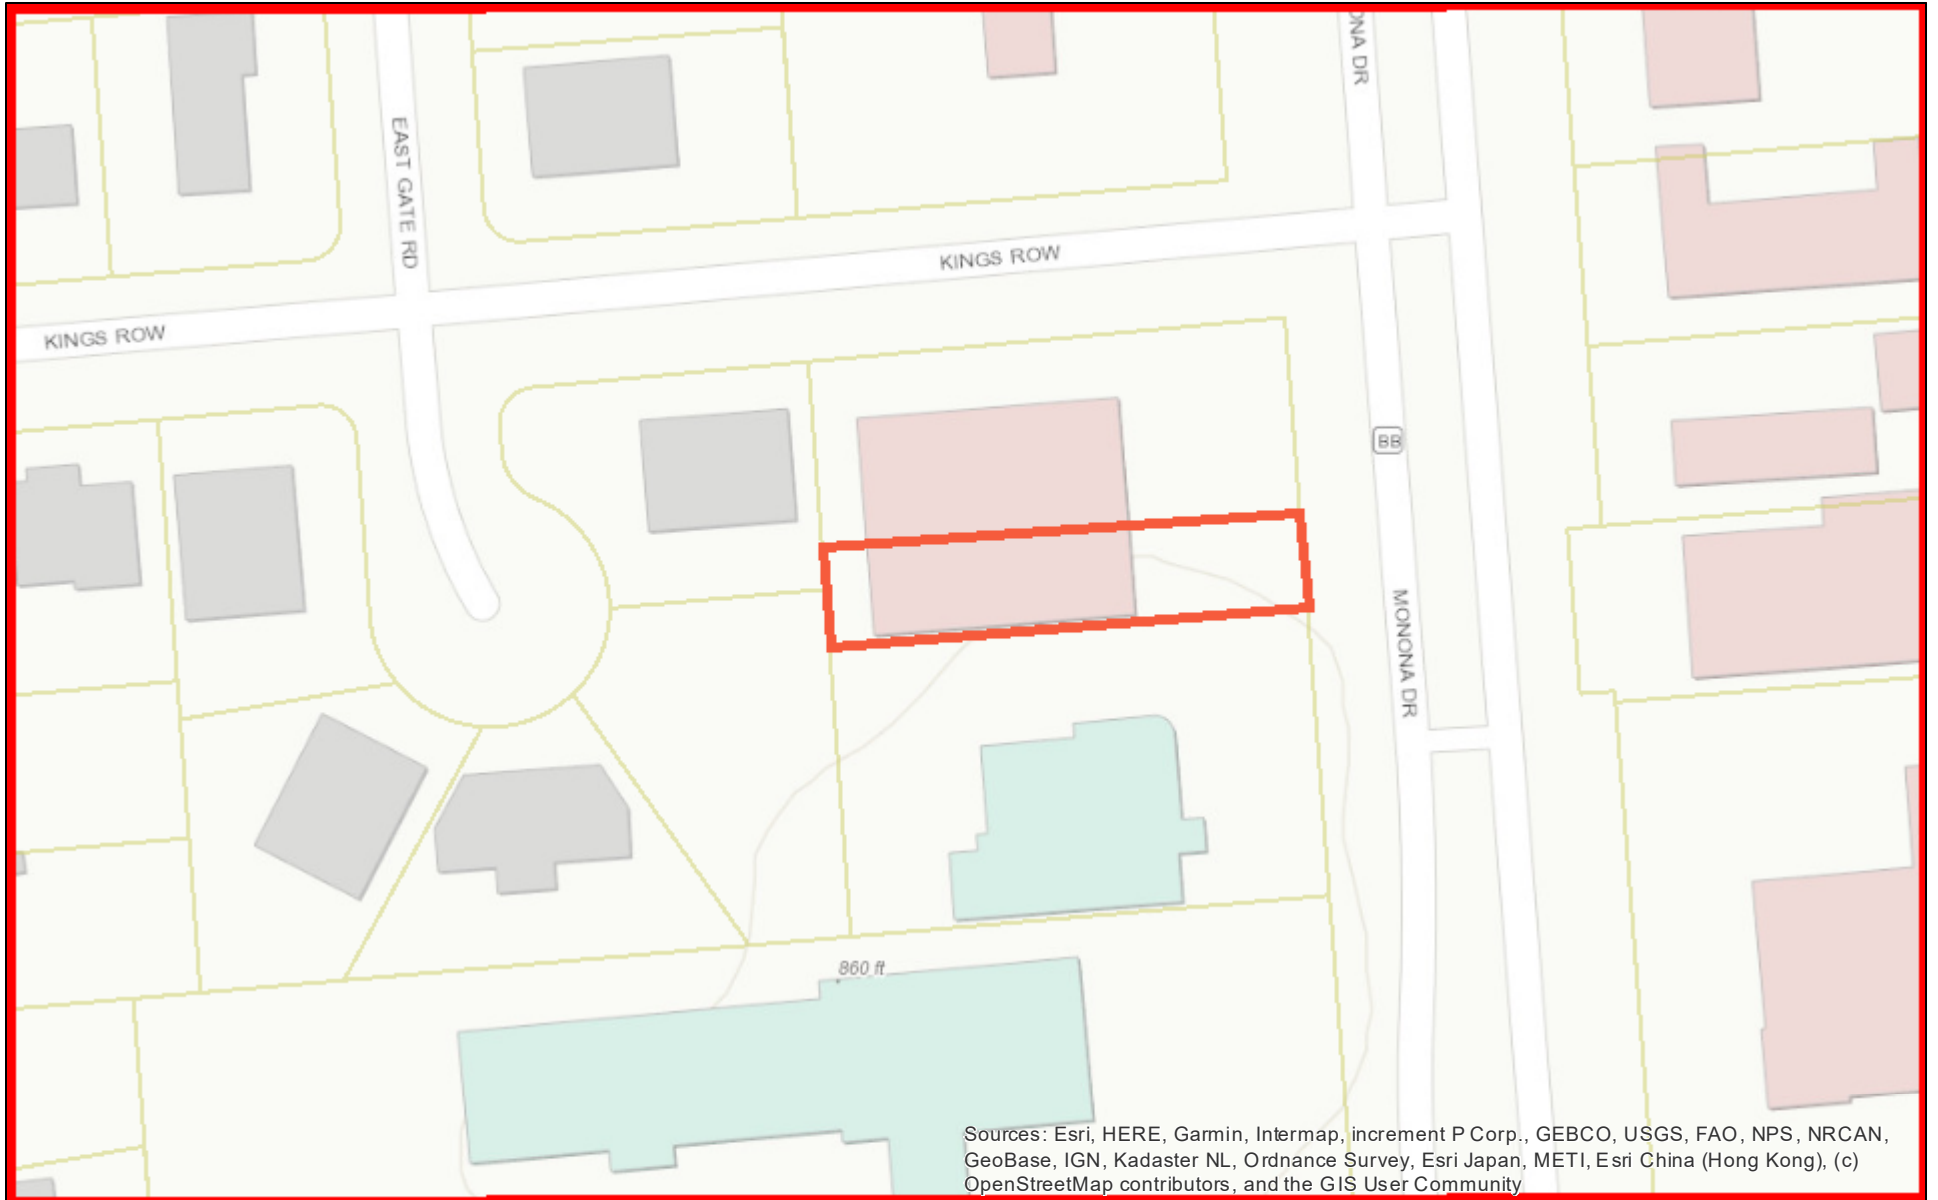 ONA DR
EAST GATE RD
KINGS ROW
KINGS ROW
BB
MONONA DR
860 ft
Sources: Esri, HERE, Garmin, Intermap, increment P Corp., GEBCO, USGS, FAO, NPS, NRCAN,
GeoBase, IGN, Kadaster NL, Ordnance Survey, Esri Japan, METI, Esri China (Hong Kong), (c)
OpenStreetMap contributors, and the GIS User Community